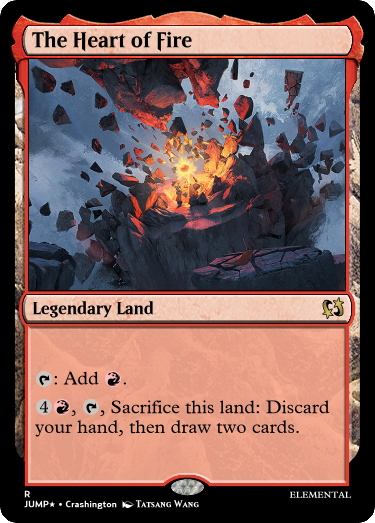 The Heart of Fire
Legendary Land
: Add .
4 , , Sacrifice this land: Discard
your hand, then draw two cards.
R
ELEMENTAL
JUMP★ • Crashington Tatsang Wang